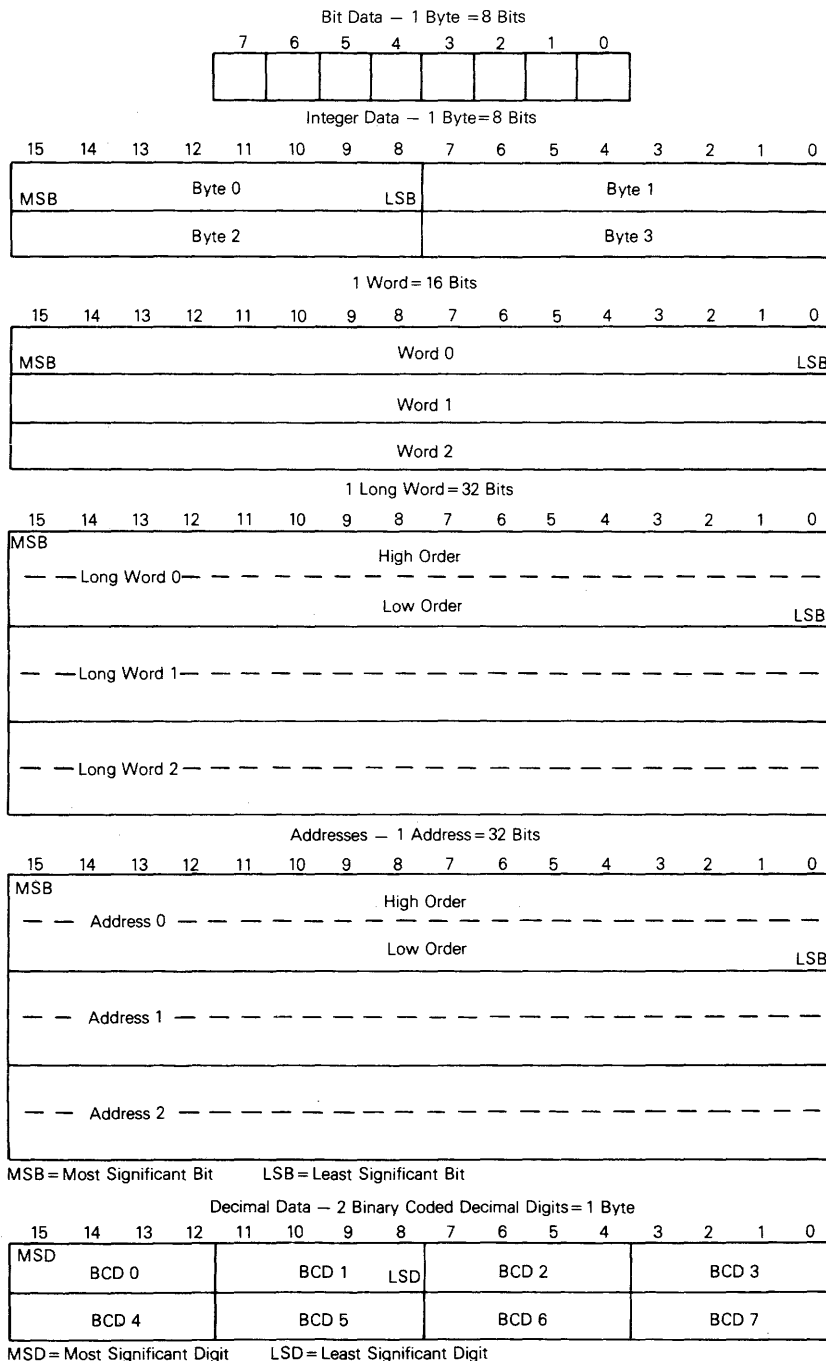 Bit Data — 1 Byte = 8 Bits
7 6 5 4 3 2 1 0
Integer Data — 1 Byte = 8 Bits
15 14 13 12 11 10 9 8 7 6 5 4 3 2 1 0
MSB Byte 0 LSB Byte 1
Byte 2 Byte 3
1 Word = 16 Bits
15 14 13 12 11 10 9 8 7 6 5 4 3 2 1 0
MSB Word 0 LSB
Word 1
Word 2
1 Long Word = 32 Bits
15 14 13 12 11 10 9 8 7 6 5 4 3 2 1 0
MSB High Order
Long Word 0
Low Order LSB
Long Word 1
Long Word 2
Addresses — 1 Address = 32 Bits
15 14 13 12 11 10 9 8 7 6 5 4 3 2 1 0
MSB High Order
Address 0
Low Order LSB
Address 1
Address 2
MSB = Most Significant Bit LSB = Least Significant Bit
Decimal Data — 2 Binary Coded Decimal Digits = 1 Byte
15 14 13 12 11 10 9 8 7 6 5 4 3 2 1 0
MSD BCD 0 BCD 1 LSD BCD 2 BCD 3
BCD 4 BCD 5 BCD 6 BCD 7
MSD = Most Significant Digit LSD = Least Significant Digit